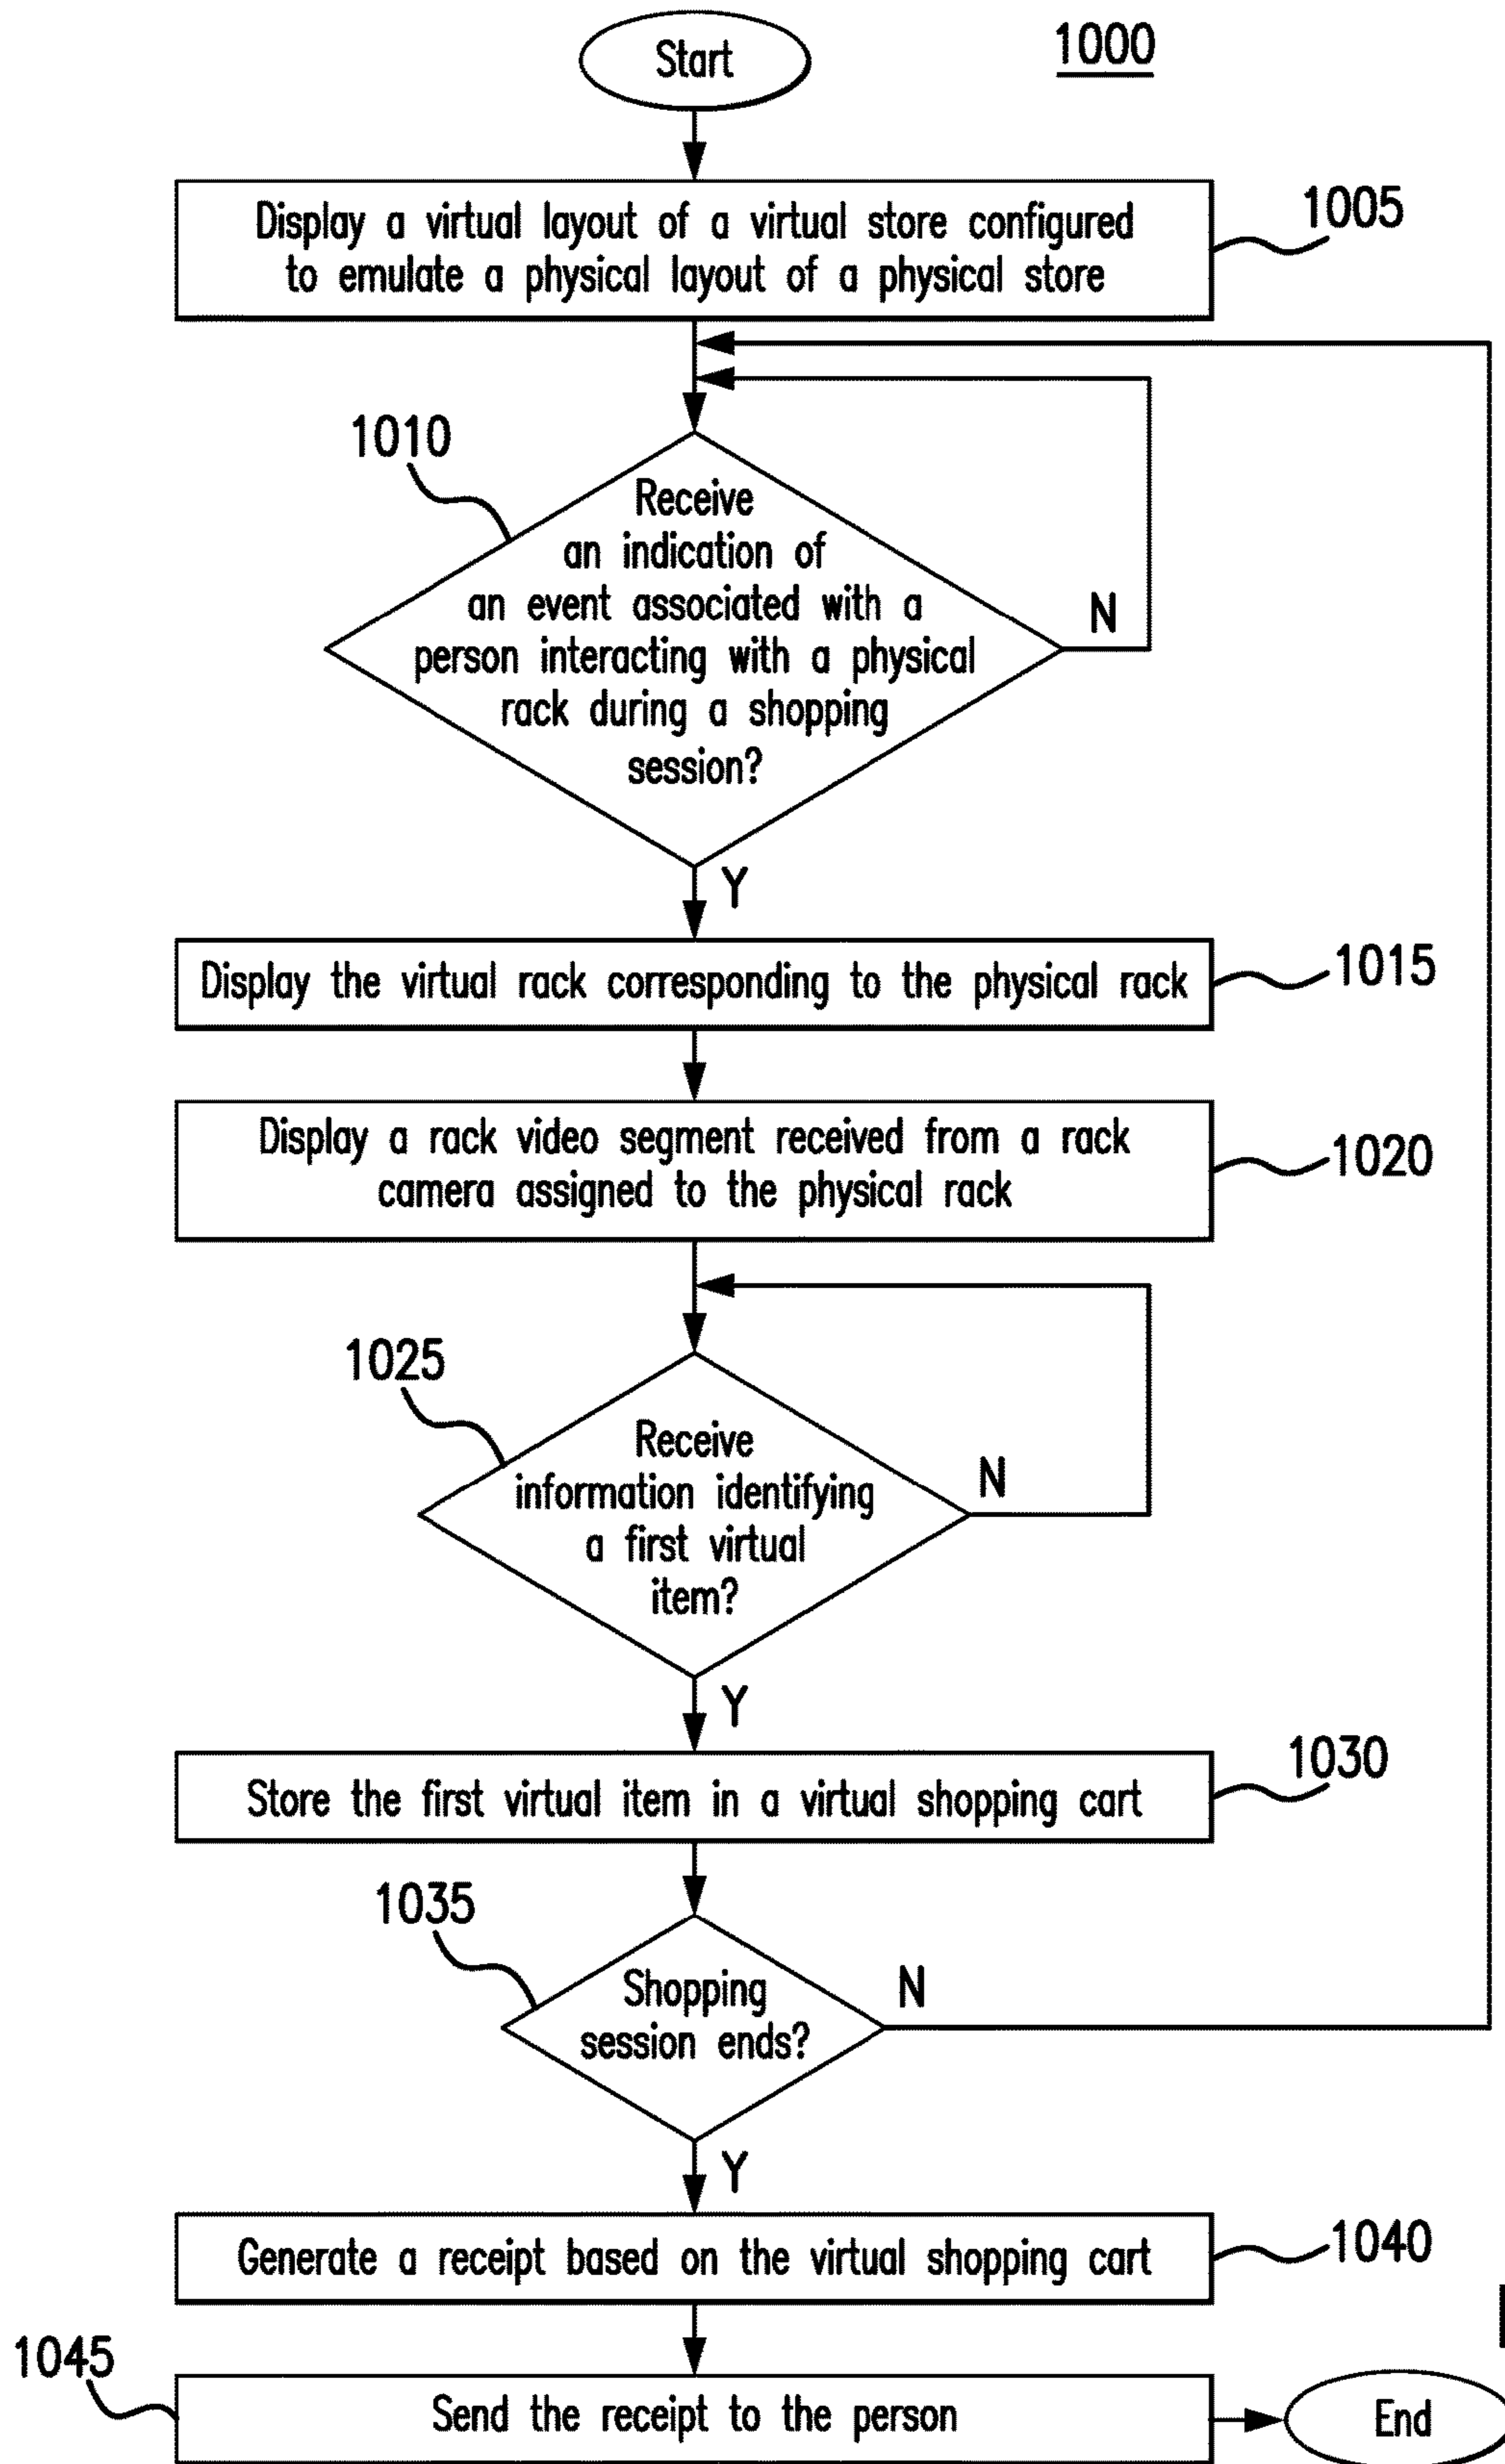 Start
1000
Display a virtual layout of a virtual store configured
to emulate a physical layout of a physical store
1005
1010
Receive
an indication of
an event associated with a
person interacting with a physical
rack during a shopping
session?
N
Y
Display the virtual rack corresponding to the physical rack
1015
Display a rack video segment received from a rack
camera assigned to the physical rack
1020
1025
Receive
information identifying
a first virtual
item?
N
Y
Store the first virtual item in a virtual shopping cart
1030
1035
Shopping
session ends?
N
Y
Generate a receipt based on the virtual shopping cart
1040
1045
Send the receipt to the person
End